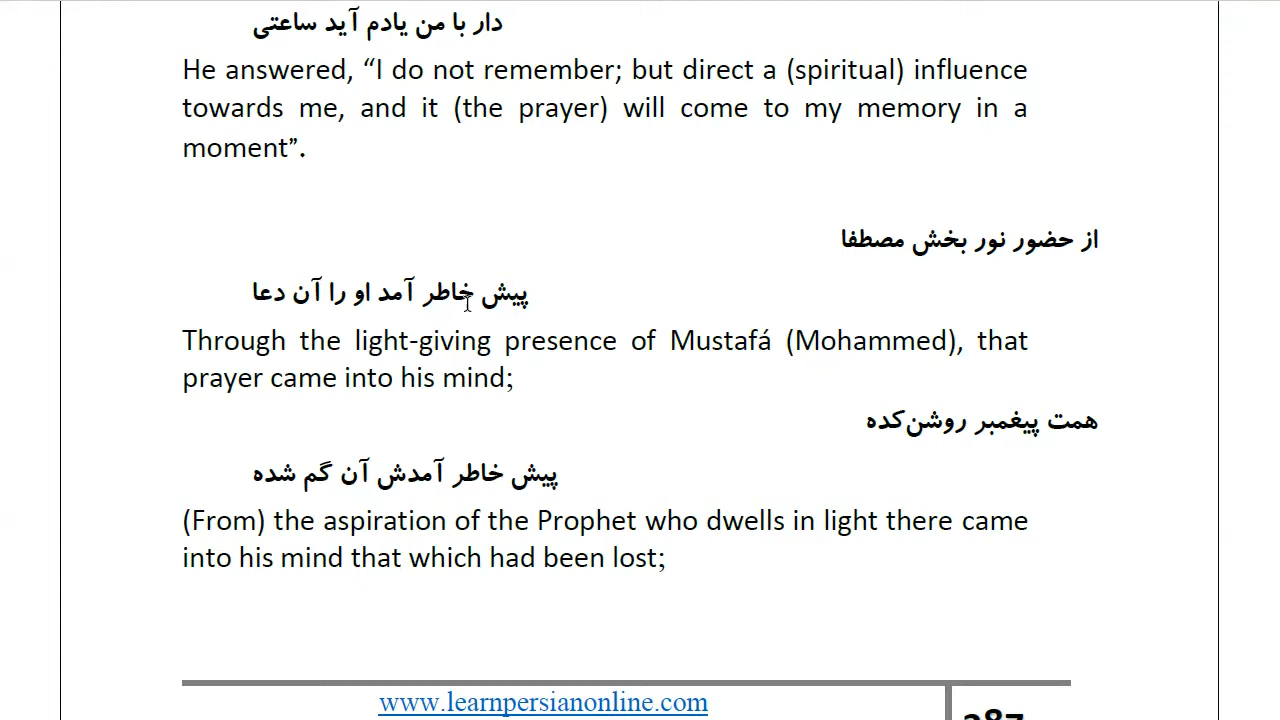 دار با من یادم آید ساعتی
He answered, “I do not remember; but direct a (spiritual) influence
towards me, and it (the prayer) will come to my memory in a
moment”.
از حضور نور بخش مصطفا
پیش خاطر آمد او را آن دعا
Through the light-giving presence of Mustafá (Mohammed), that
prayer came into his mind;
همت پیغمبر روشن‌کده
پیش خاطر آمدش آن گم شده
(From) the aspiration of the Prophet who dwells in light there came
into his mind that which had been lost;
www.learnpersianonline.com